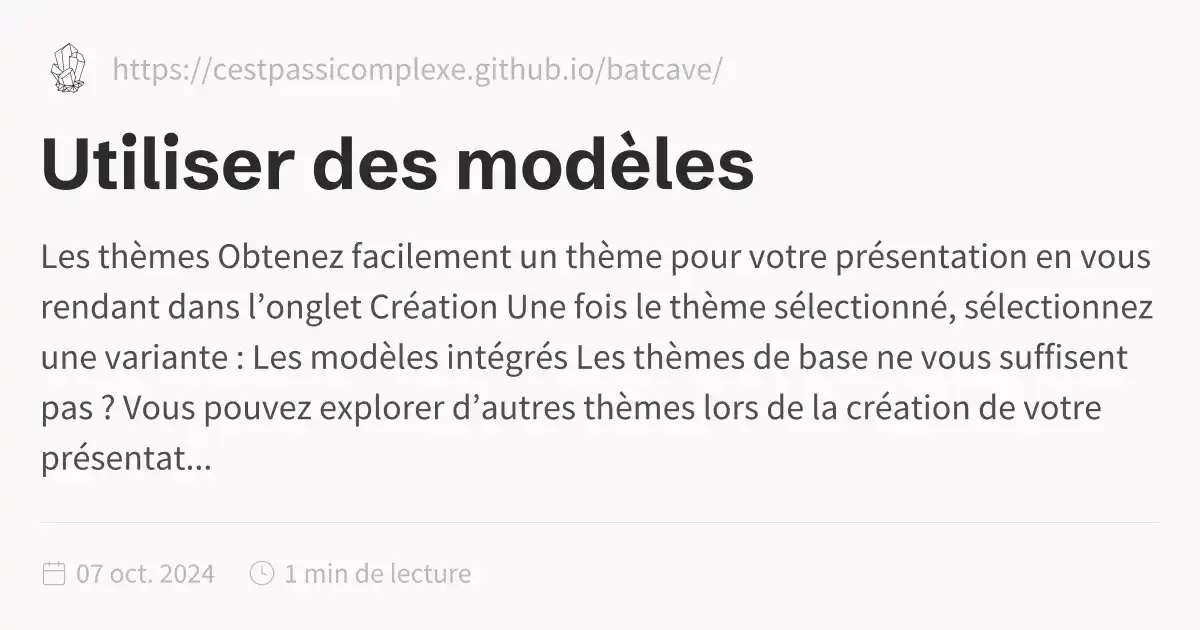 https://cestpassicomplexe.github.io/batcave/
Utiliser des modèles
Les thèmes Obtenez facilement un thème pour votre présentation en vous
rendant dans l’onglet Création Une fois le thème sélectionné, sélectionnez
une variante : Les modèles intégrés Les thèmes de base ne vous suffisent
pas ? Vous pouvez explorer d’autres thèmes lors de la création de votre
présentat...
07 oct. 2024 1 min de lecture